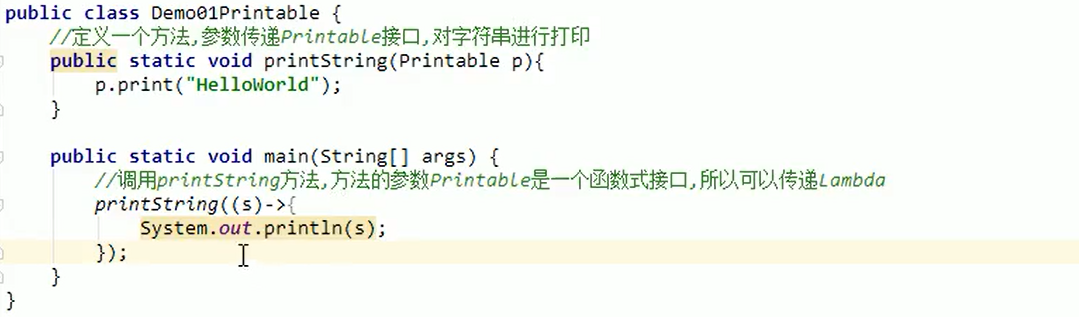 public class Demo01Printable {
//定义一个方法,参数传递Printable接口,对字符串进行打印
public static void printString(Printable p){
p.print("HelloWorld");
}
public static void main(String[] args) {
//调用printString方法,方法的参数Printable是一个函数式接口,所以可以传递Lambda
printString((s)->{
System.out.println(s);
});
}
}